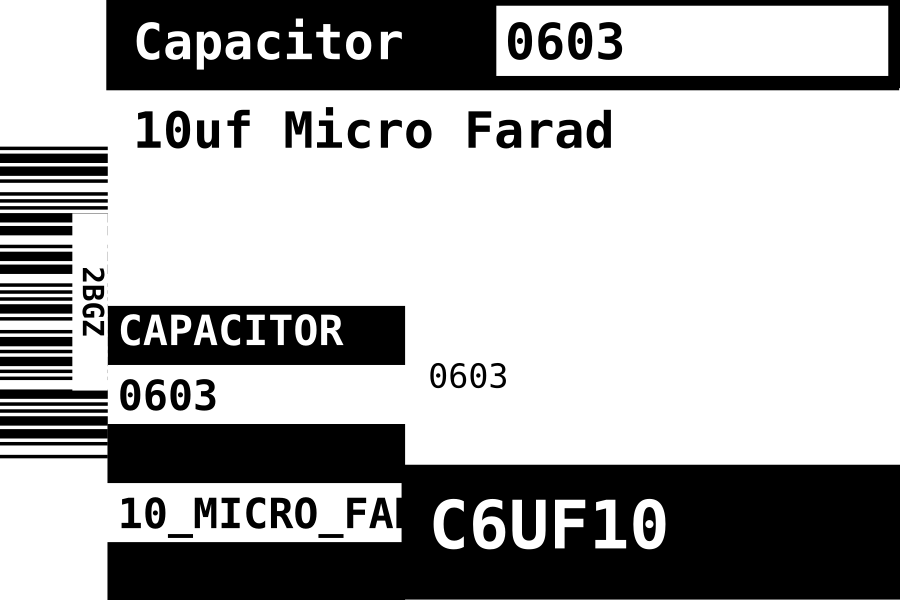 Capacitor 0603
10uf Micro Farad
2BGZ
CAPACITOR
0603
0603
10_MICRO_FA
C6UF10